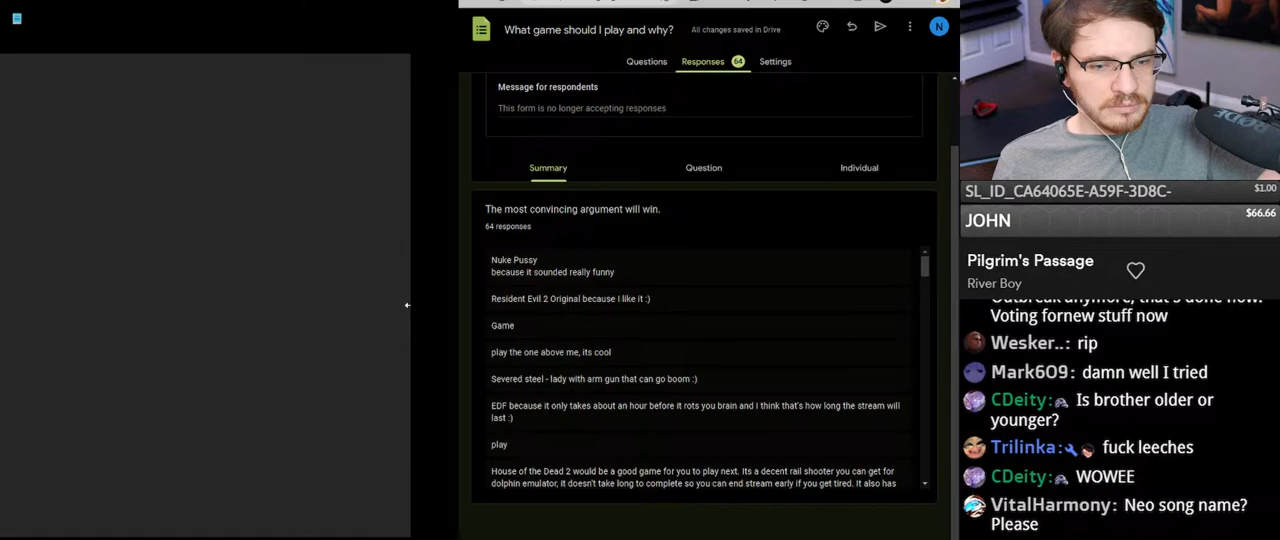 What game should I play and why?
All changes saved in Drive
N
Questions
Responses
64
Settings
Message for respondents
This form is no longer accepting responses
Summary
Question
Individual
The most convincing argument will win.
64 responses
Nuke Pussy
because it sounded really funny
Resident Evil 2 Original because I like it :)
Game
play the one above me, its cool
Severed steel - lady with arm gun that can go boom :)
EDF because it only takes about an hour before it rots you brain and I think that's how long the stream will
last :)
play
House of the Dead 2 would be a good game for you to play next. Its a decent rail shooter you can get for
dolphin emulator, it doesn't take long to complete so you can end stream early if you get tired. It also has
RODE
SL_ID_CA64065E-A59F-3D8C-
$1.00
JOHN
$66.66
Pilgrim's Passage
River Boy
Outbreak anymore, that's done now.
Voting fornew stuff now
Wesker..: rip
Mark609: damn well I tried
CDeity: Is brother older or
younger?
Trilinka: fuck leeches
CDeity: WOWEE
VitalHarmony: Neo song name?
Please